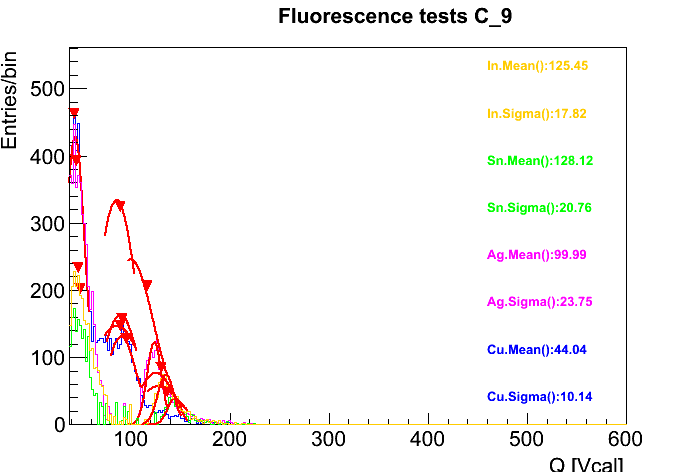 Fluorescence tests C_9
Entries/bin
500
400
300
200
100
0
100
200
300
400
500
600
Q [Vcal]
In.Mean():125.45
In.Sigma():17.82
Sn.Mean():128.12
Sn.Sigma():20.76
Ag.Mean():99.99
Ag.Sigma():23.75
Cu.Mean():44.04
Cu.Sigma():10.14